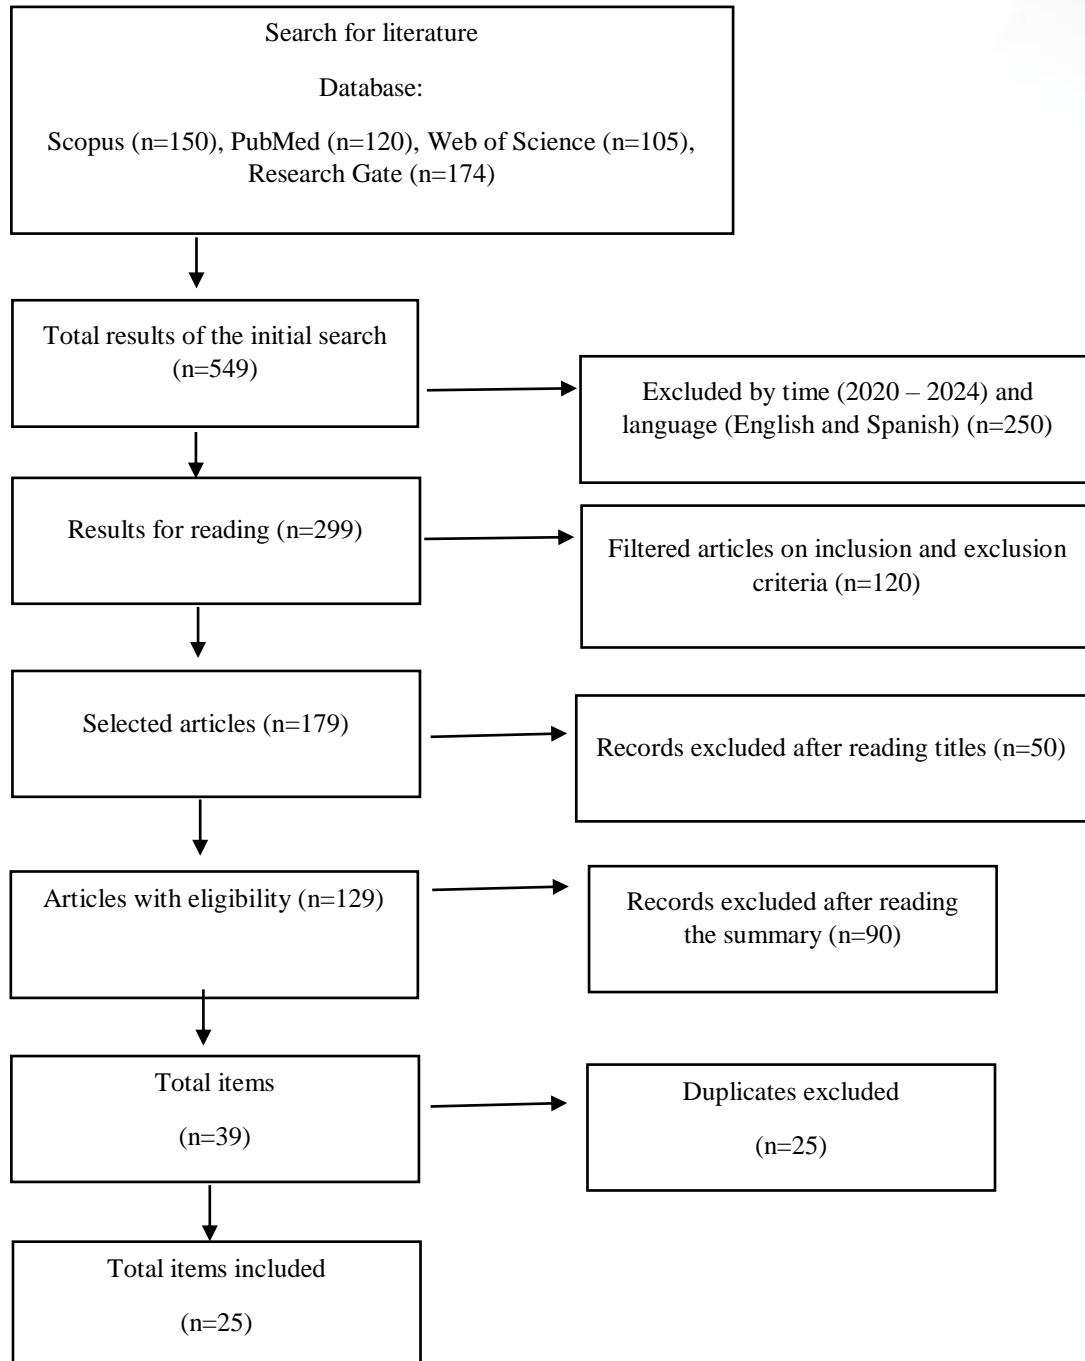 Search for literature
Database:
Scopus (n=150), PubMed (n=120), Web of Science (n=105),
Research Gate (n=174)
Total results of the initial search
(n=549)
Excluded by time (2020 – 2024) and
language (English and Spanish) (n=250)
Results for reading (n=299)
Filtered articles on inclusion and exclusion
criteria (n=120)
Selected articles (n=179)
Records excluded after reading titles (n=50)
Articles with eligibility (n=129)
Records excluded after reading
the summary (n=90)
Total items
(n=39)
Duplicates excluded
(n=25)
Total items included
(n=25)